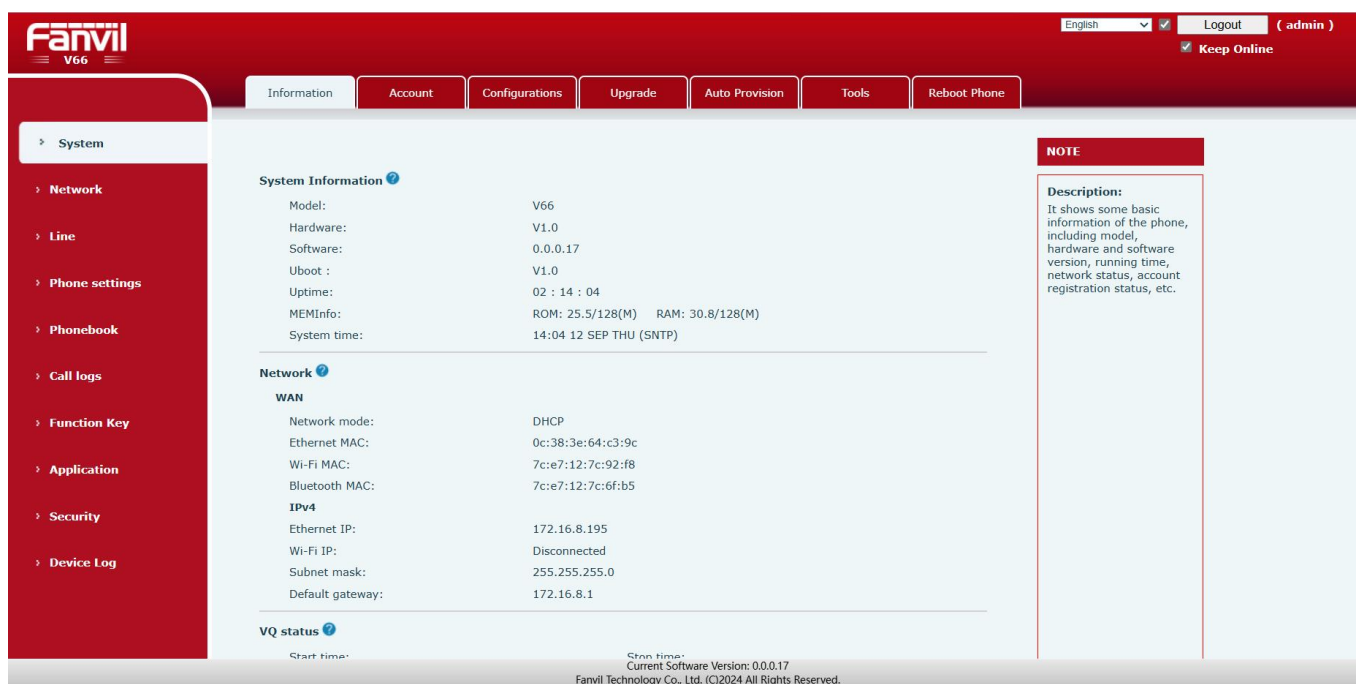 Fanvil
V66
English
Logout
( admin )
Keep Online
Information
Account
Configurations
Upgrade
Auto Provision
Tools
Reboot Phone
› System
› Network
› Line
› Phone settings
› Phonebook
› Call logs
› Function Key
› Application
› Security
› Device Log
System Information ?
Model: V66
Hardware: V1.0
Software: 0.0.0.17
Uboot : V1.0
Uptime: 02 : 14 : 04
MEMInfo: ROM: 25.5/128(M) RAM: 30.8/128(M)
System time: 14:04 12 SEP THU (SNTP)
Network ?
WAN
Network mode: DHCP
Ethernet MAC: 0c:38:3e:64:c3:9c
Wi-Fi MAC: 7c:e7:12:7c:92:f8
Bluetooth MAC: 7c:e7:12:7c:6f:b5
IPv4
Ethernet IP: 172.16.8.195
Wi-Fi IP: Disconnected
Subnet mask: 255.255.255.0
Default gateway: 172.16.8.1
VQ status ?
Start time: Stop time:
NOTE
Description:
It shows some basic
information of the phone,
including model,
hardware and software
version, running time,
network status, account
registration status, etc.
Current Software Version: 0.0.0.17
Fanvil Technology Co., Ltd. (C)2024 All Rights Reserved.